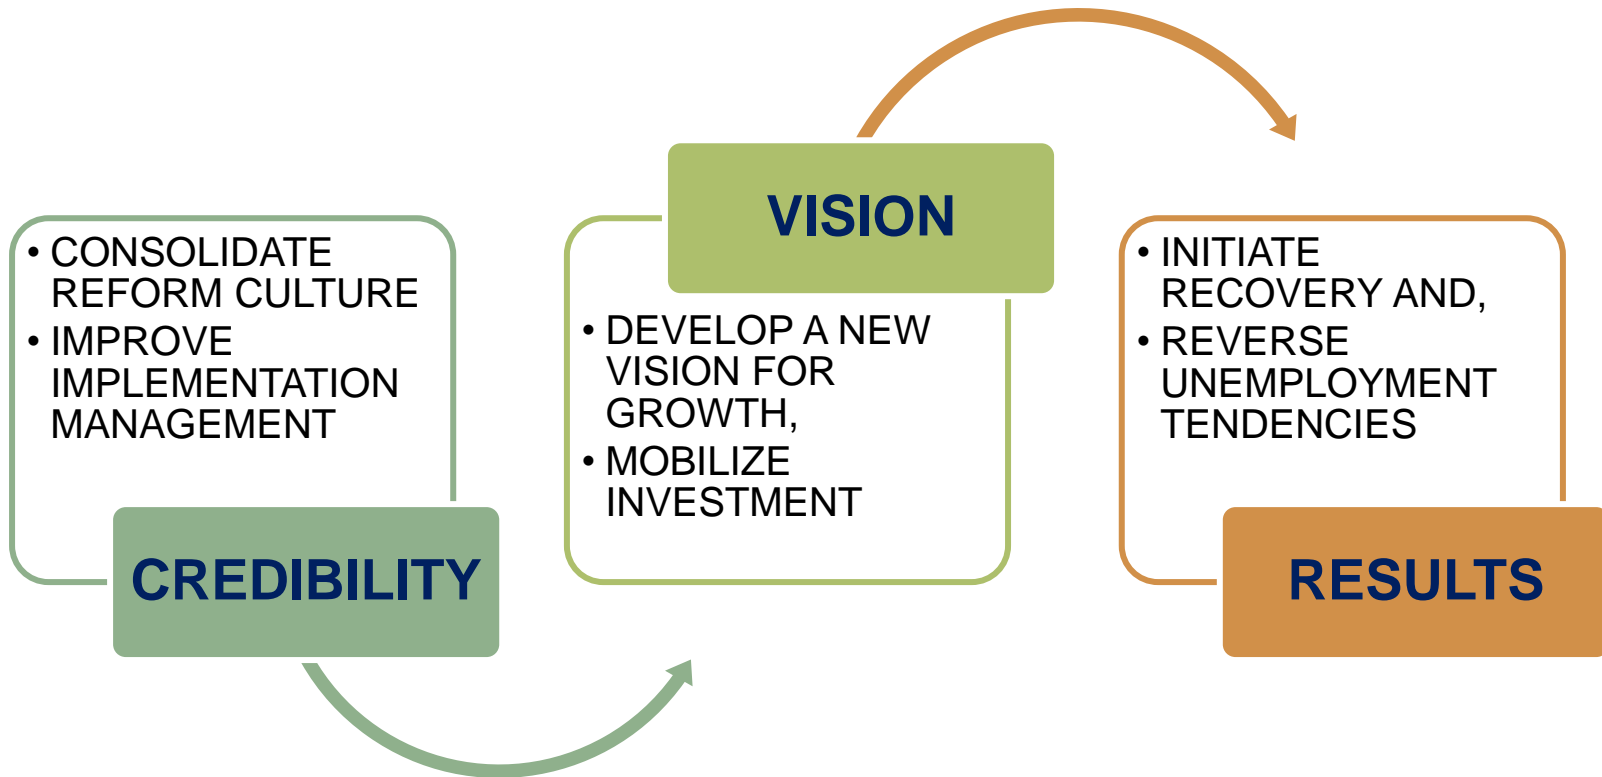 • CONSOLIDATE
REFORM CULTURE
• IMPROVE
IMPLEMENTATION
MANAGEMENT
CREDIBILITY
VISION
• DEVELOP A NEW
VISION FOR
GROWTH,
• MOBILIZE
INVESTMENT
• INITIATE
RECOVERY AND,
• REVERSE
UNEMPLOYMENT
TENDENCIES
RESULTS